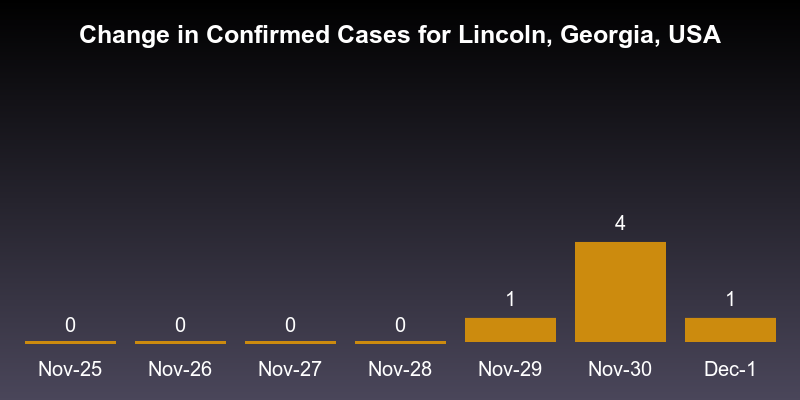 Change in Confirmed Cases for Lincoln, Georgia, USA
4
1 1
0 0 0 0
Nov-25 Nov-26 Nov-27 Nov-28 Nov-29 Nov-30 Dec-1